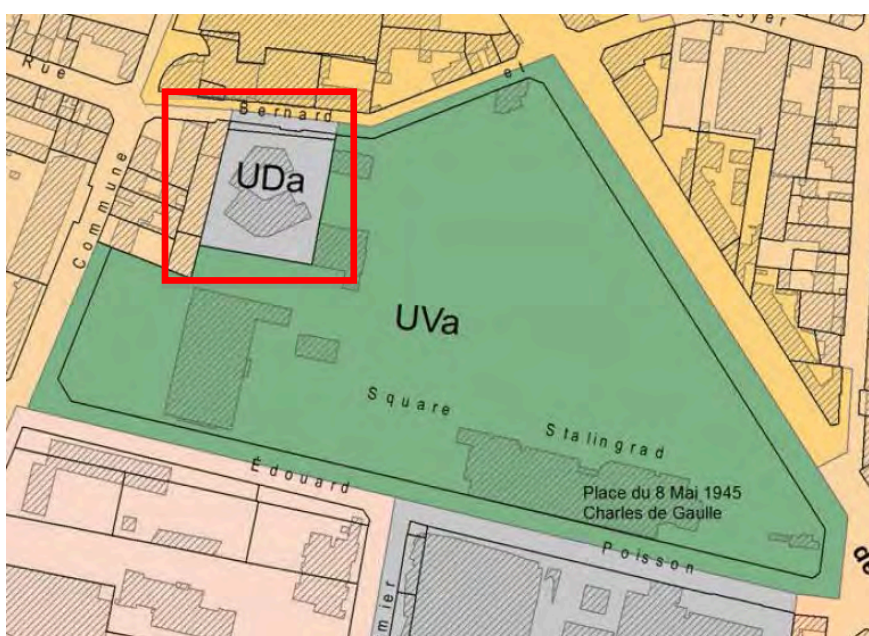 Rue
Bernard
et
UDa
Commune
UVa
Square
Stalingrad
Édouard
Place du 8 Mai 1945
Charles de Gaulle
Poisson